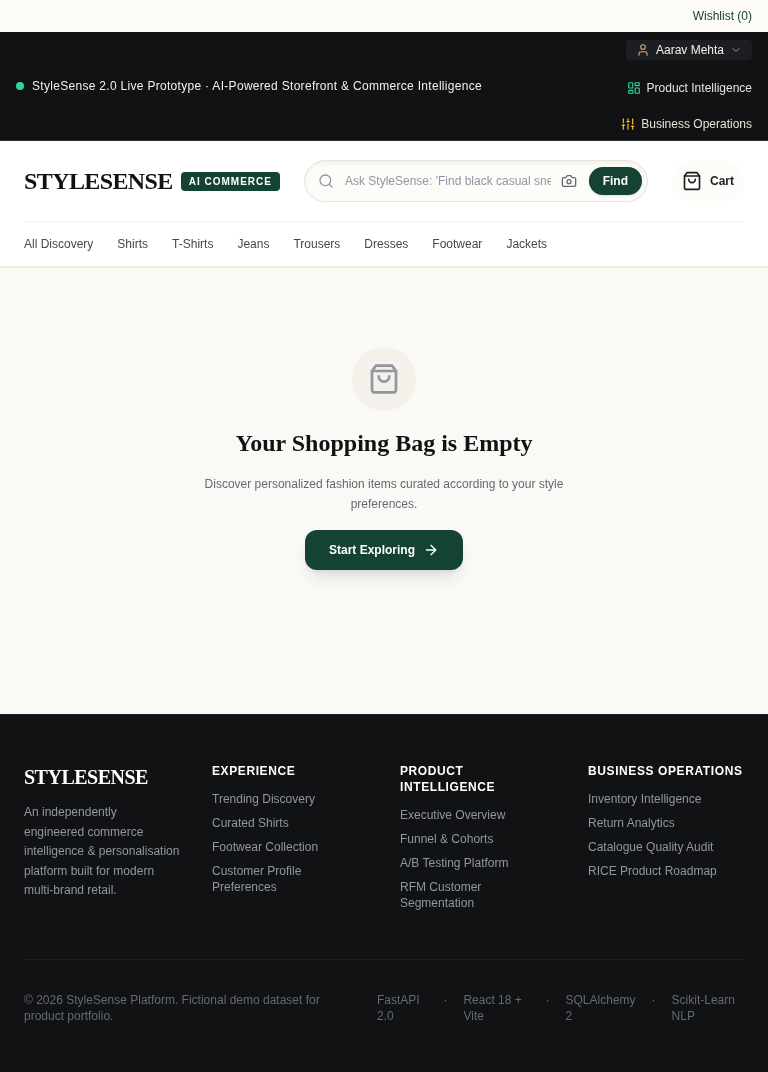 Wishlist (0)
Aarav Mehta
StyleSense 2.0 Live Prototype · AI-Powered Storefront & Commerce Intelligence
Product Intelligence
Business Operations
STYLESENSE
AI COMMERCE
Ask StyleSense: 'Find black casual sne
Find
Cart
All Discovery
Shirts
T-Shirts
Jeans
Trousers
Dresses
Footwear
Jackets
Your Shopping Bag is Empty
Discover personalized fashion items curated according to your style
preferences.
Start Exploring
STYLESENSE
An independently
engineered commerce
intelligence & personalisation
platform built for modern
multi-brand retail.
EXPERIENCE
Trending Discovery
Curated Shirts
Footwear Collection
Customer Profile
Preferences
PRODUCT
INTELLIGENCE
Executive Overview
Funnel & Cohorts
A/B Testing Platform
RFM Customer
Segmentation
BUSINESS OPERATIONS
Inventory Intelligence
Return Analytics
Catalogue Quality Audit
RICE Product Roadmap
© 2026 StyleSense Platform. Fictional demo dataset for
product portfolio.
FastAPI
2.0
·
React 18 +
Vite
·
SQLAlchemy
2
·
Scikit-Learn
NLP